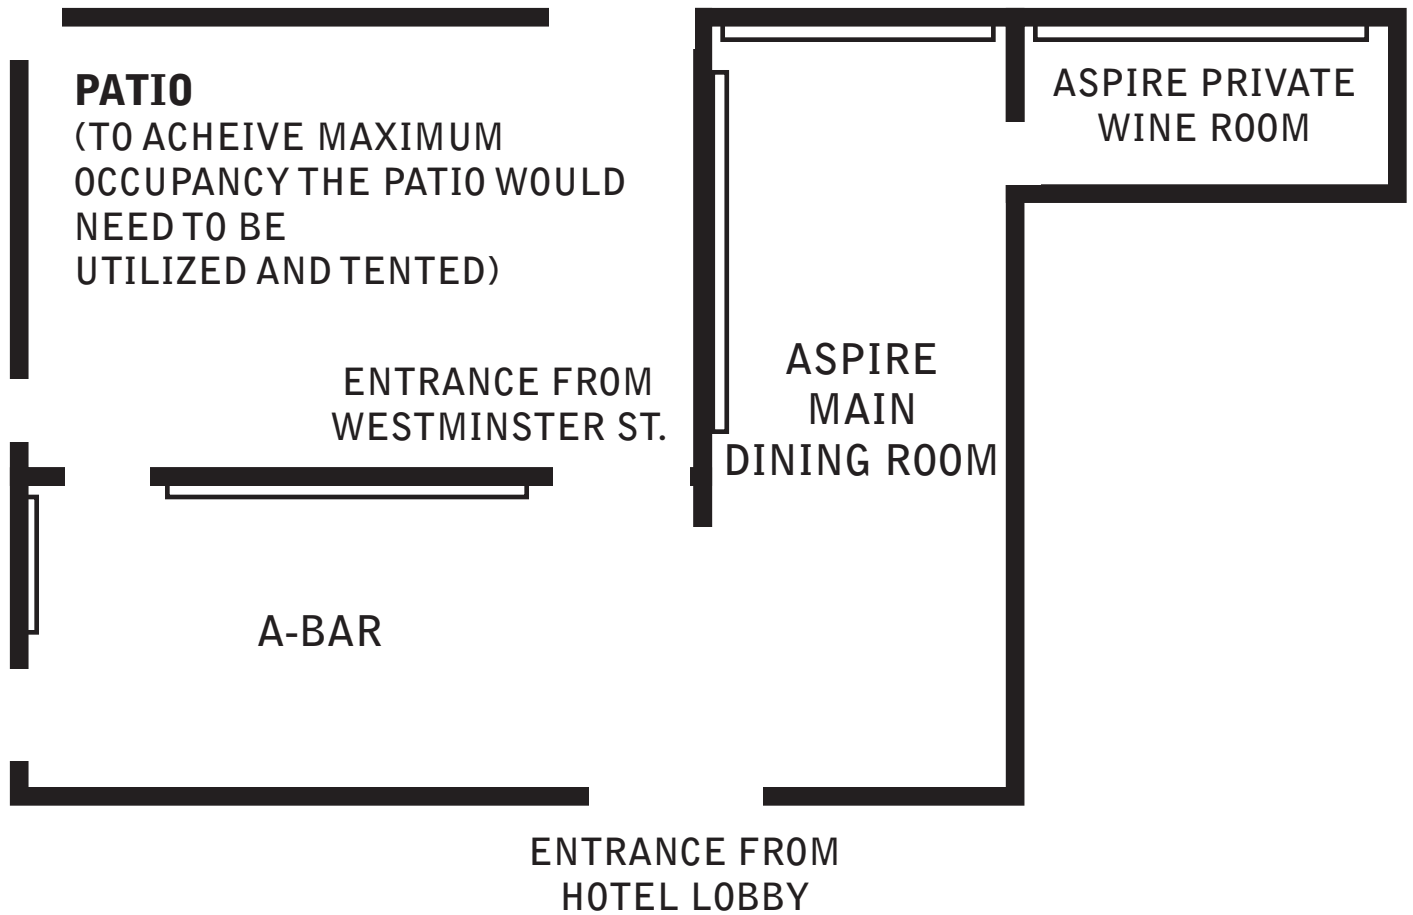 PATIO
(TO ACHEIVE MAXIMUM
OCCUPANCY THE PATIO WOULD
NEED TO BE
UTILIZED AND TENTED)
ASPIRE PRIVATE
WINE ROOM
ENTRANCE FROM
WESTMINSTER ST.
ASPIRE
MAIN
DINING ROOM
A-BAR
ENTRANCE FROM
HOTEL LOBBY